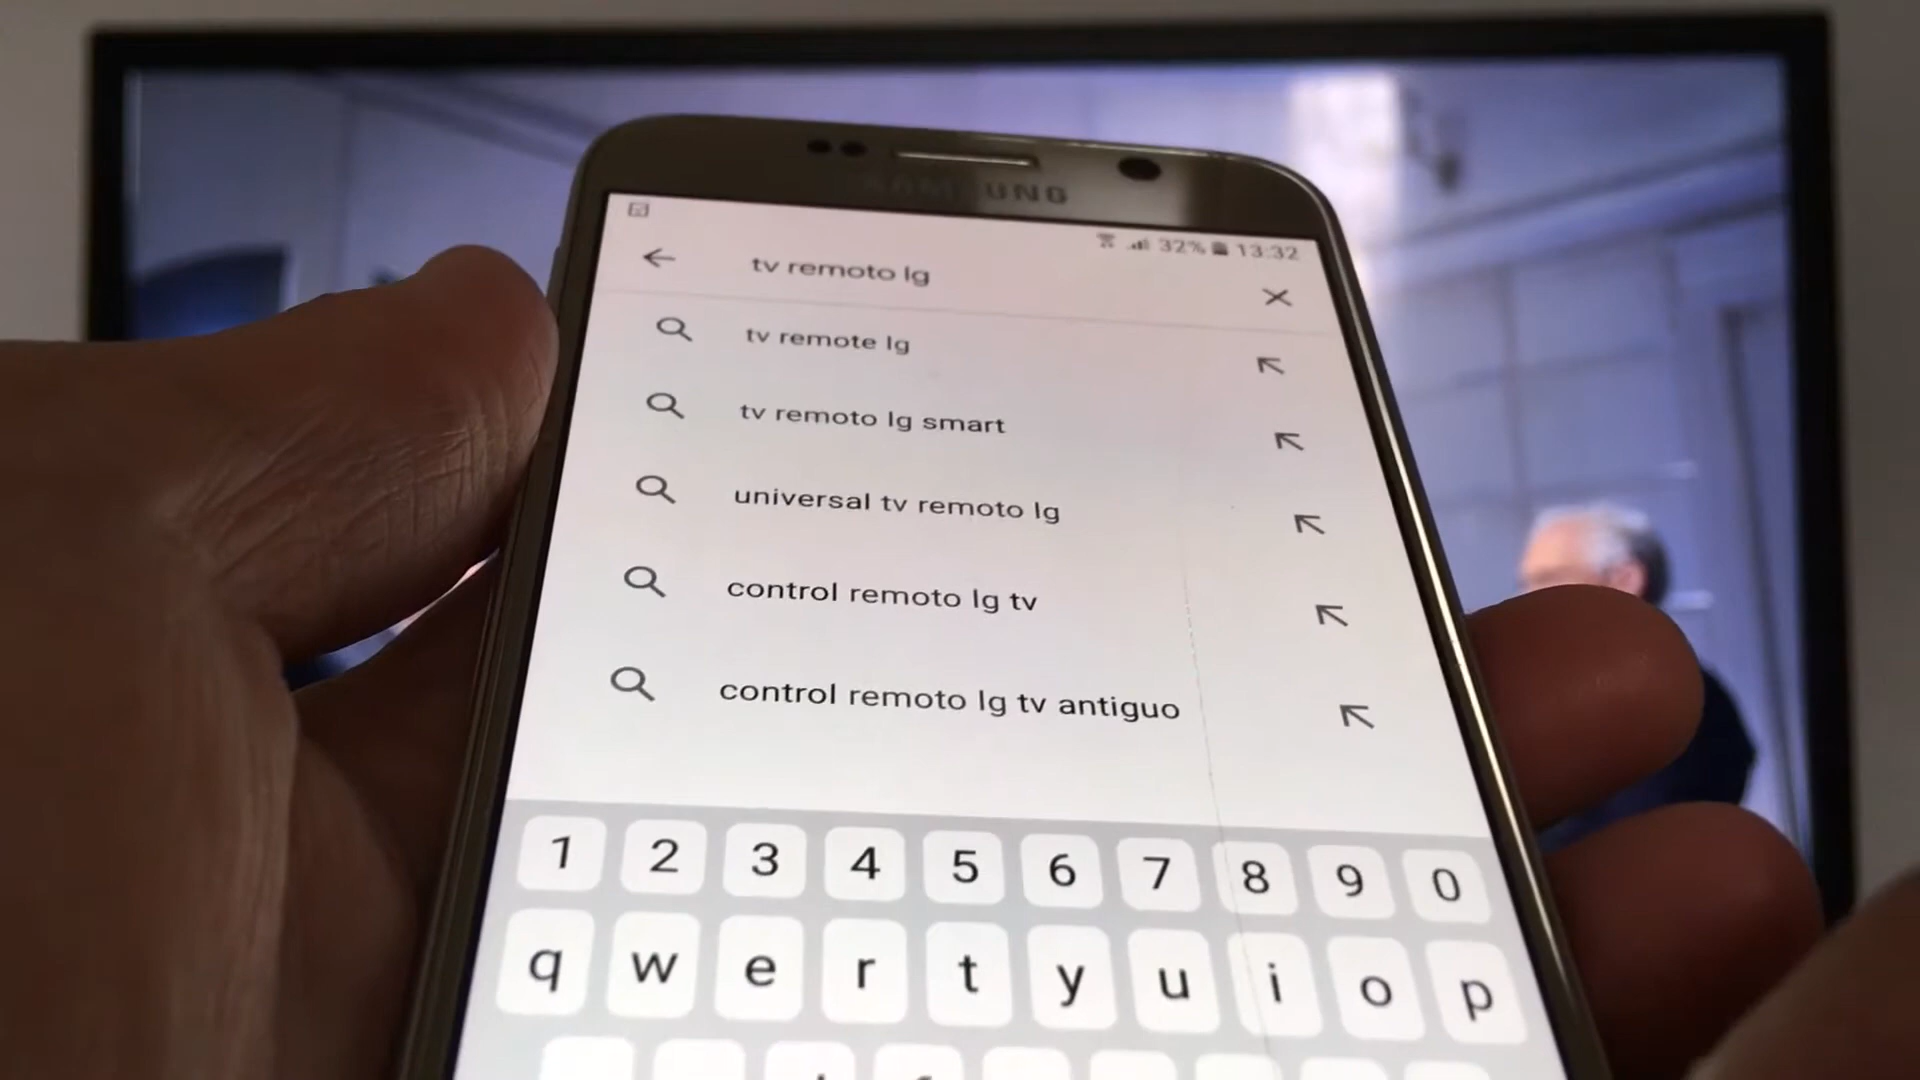 SAMSUNG
32% 13:32
tv remoto lg
tv remote lg
tv remoto lg smart
universal tv remoto lg
control remoto lg tv
control remoto lg tv antiguo
1 2 3 4 5 6 7 8 9 0
q w e r t y u i o p